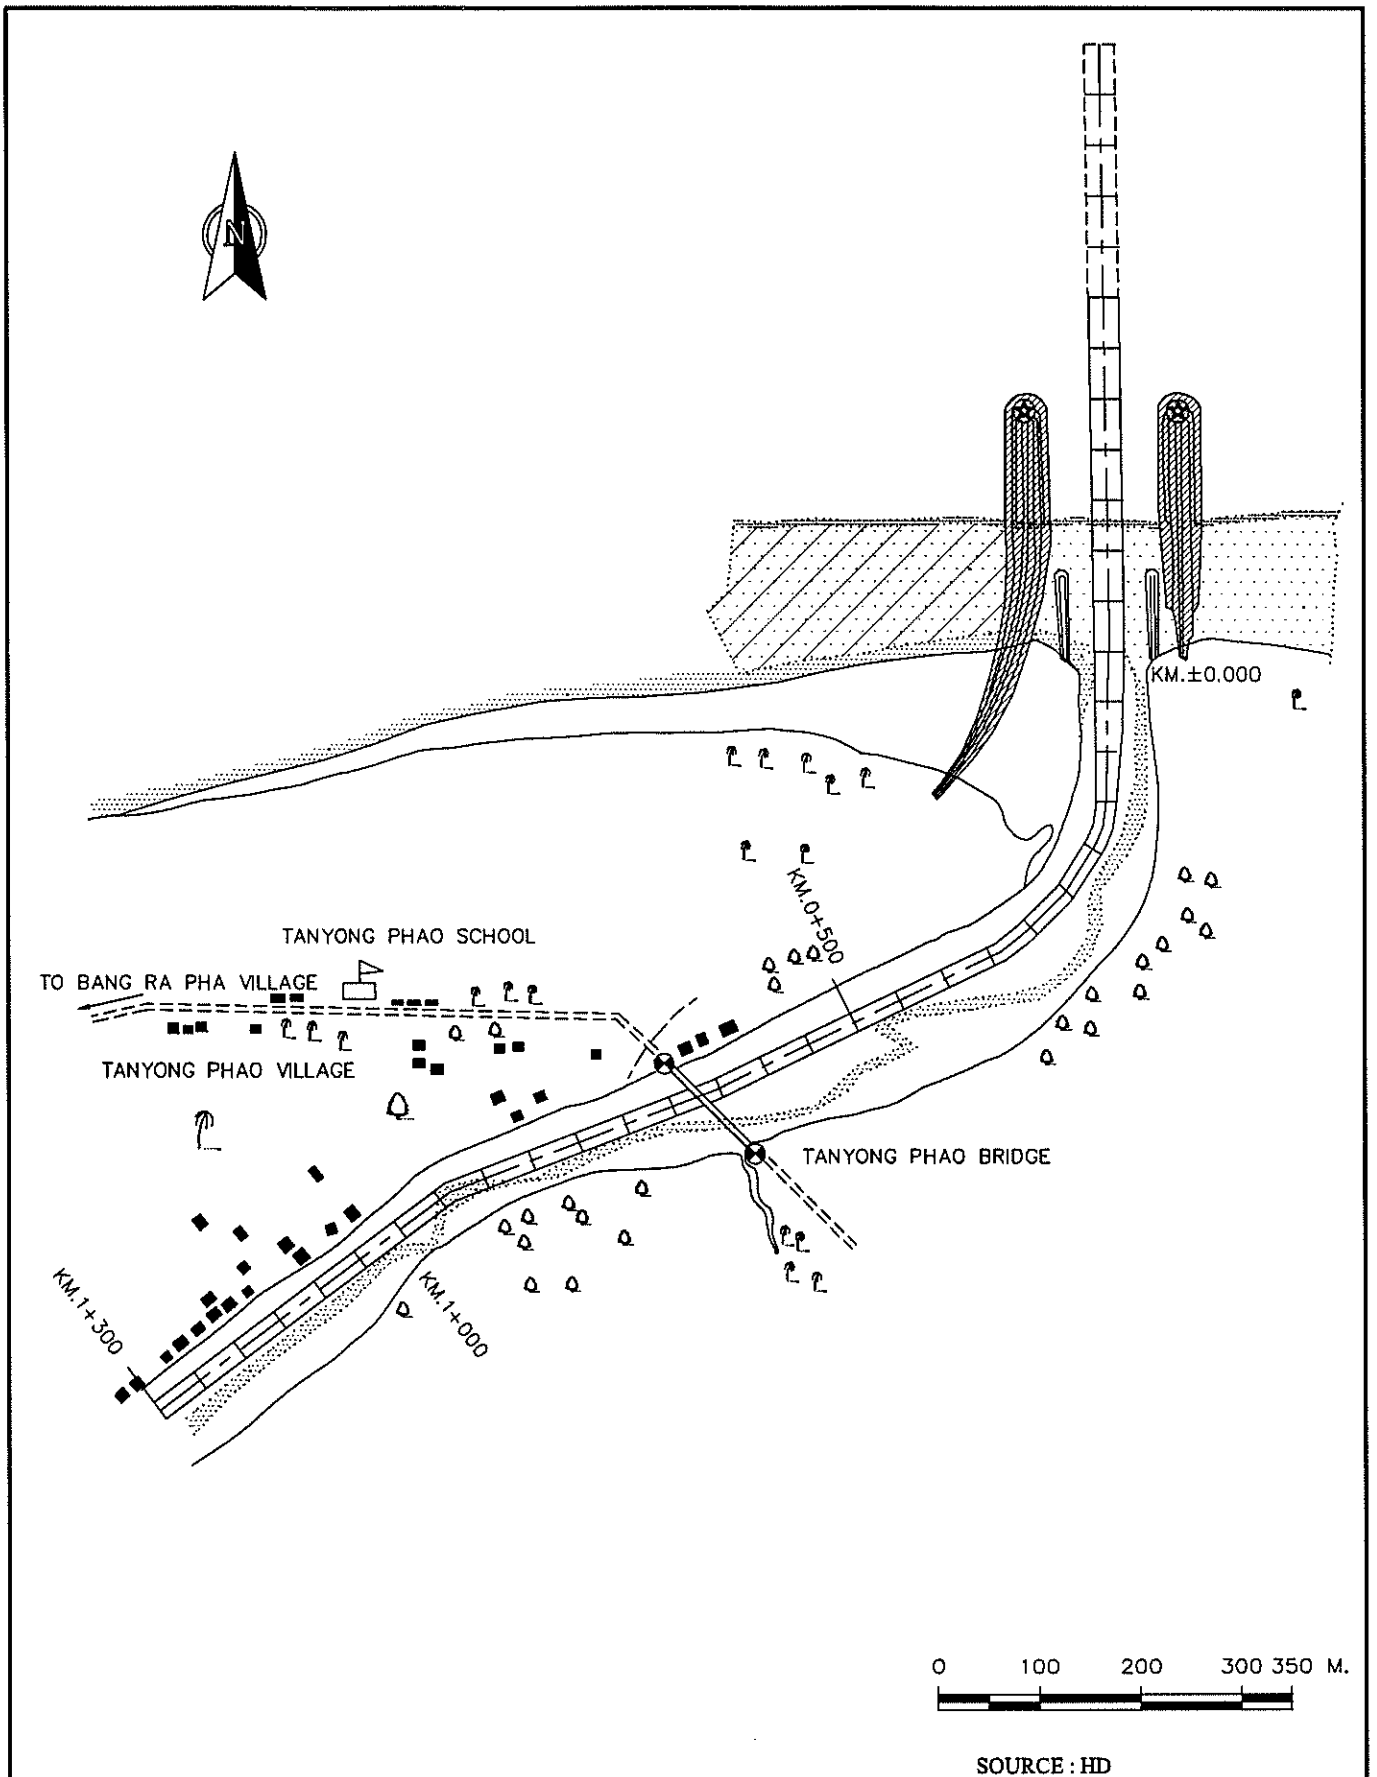 N
KM.±0.000
KM.0+500
TANYONG PHAO SCHOOL
TO BANG RA PHA VILLAGE
TANYONG PHAO VILLAGE
TANYONG PHAO BRIDGE
KM.1+300
KM.1+000
0 100 200 300 350 M.
SOURCE : HD